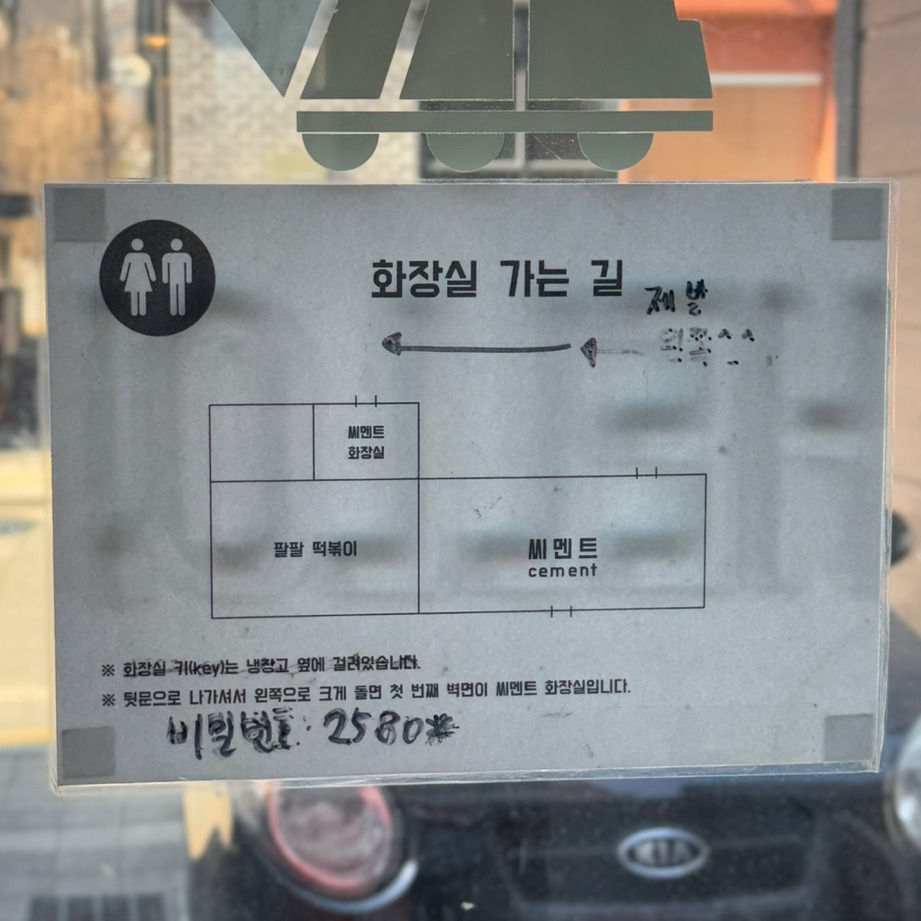 화장실 가는 길
제발
왼쪽^^
씨멘트
화장실
팔팔 떡볶이
씨멘트
cement
※ 화장실 키(key)는 냉장고 옆에 걸려있습니다.
※ 뒷문으로 나가셔서 왼쪽으로 크게 돌면 첫 번째 벽면이 씨멘트 화장실입니다.
비밀번호: 2580*
KIA